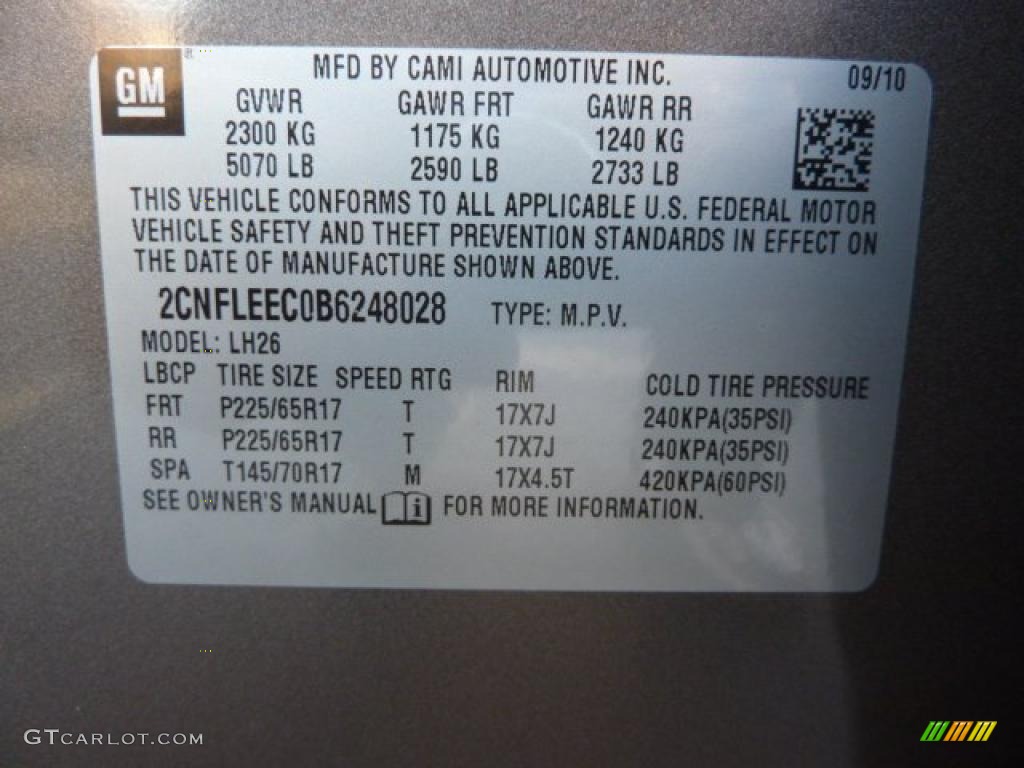 GM
MFD BY CAMI AUTOMOTIVE INC. 09/10
GVWR GAWR FRT GAWR RR
2300 KG 1175 KG 1240 KG
5070 LB 2590 LB 2733 LB
THIS VEHICLE CONFORMS TO ALL APPLICABLE U.S. FEDERAL MOTOR
VEHICLE SAFETY AND THEFT PREVENTION STANDARDS IN EFFECT ON
THE DATE OF MANUFACTURE SHOWN ABOVE.
2CNFLEEC0B6248028 TYPE: M.P.V.
MODEL: LH26
LBCP TIRE SIZE SPEED RTG RIM COLD TIRE PRESSURE
FRT P225/65R17 T 17X7J 240KPA(35PSI)
RR P225/65R17 T 17X7J 240KPA(35PSI)
SPA T145/70R17 M 17X4.5T 420KPA(60PSI)
SEE OWNER'S MANUAL FOR MORE INFORMATION.
GTCARLOT.COM